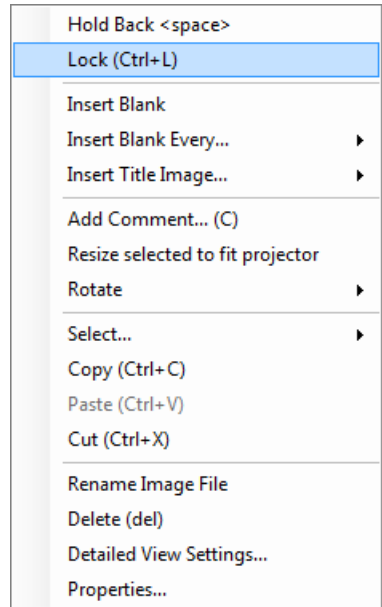 Hold Back <space>
Lock (Ctrl+L)
Insert Blank
Insert Blank Every...
Insert Title Image...
Add Comment... (C)
Resize selected to fit projector
Rotate
Select...
Copy (Ctrl+C)
Paste (Ctrl+V)
Cut (Ctrl+X)
Rename Image File
Delete (del)
Detailed View Settings...
Properties...